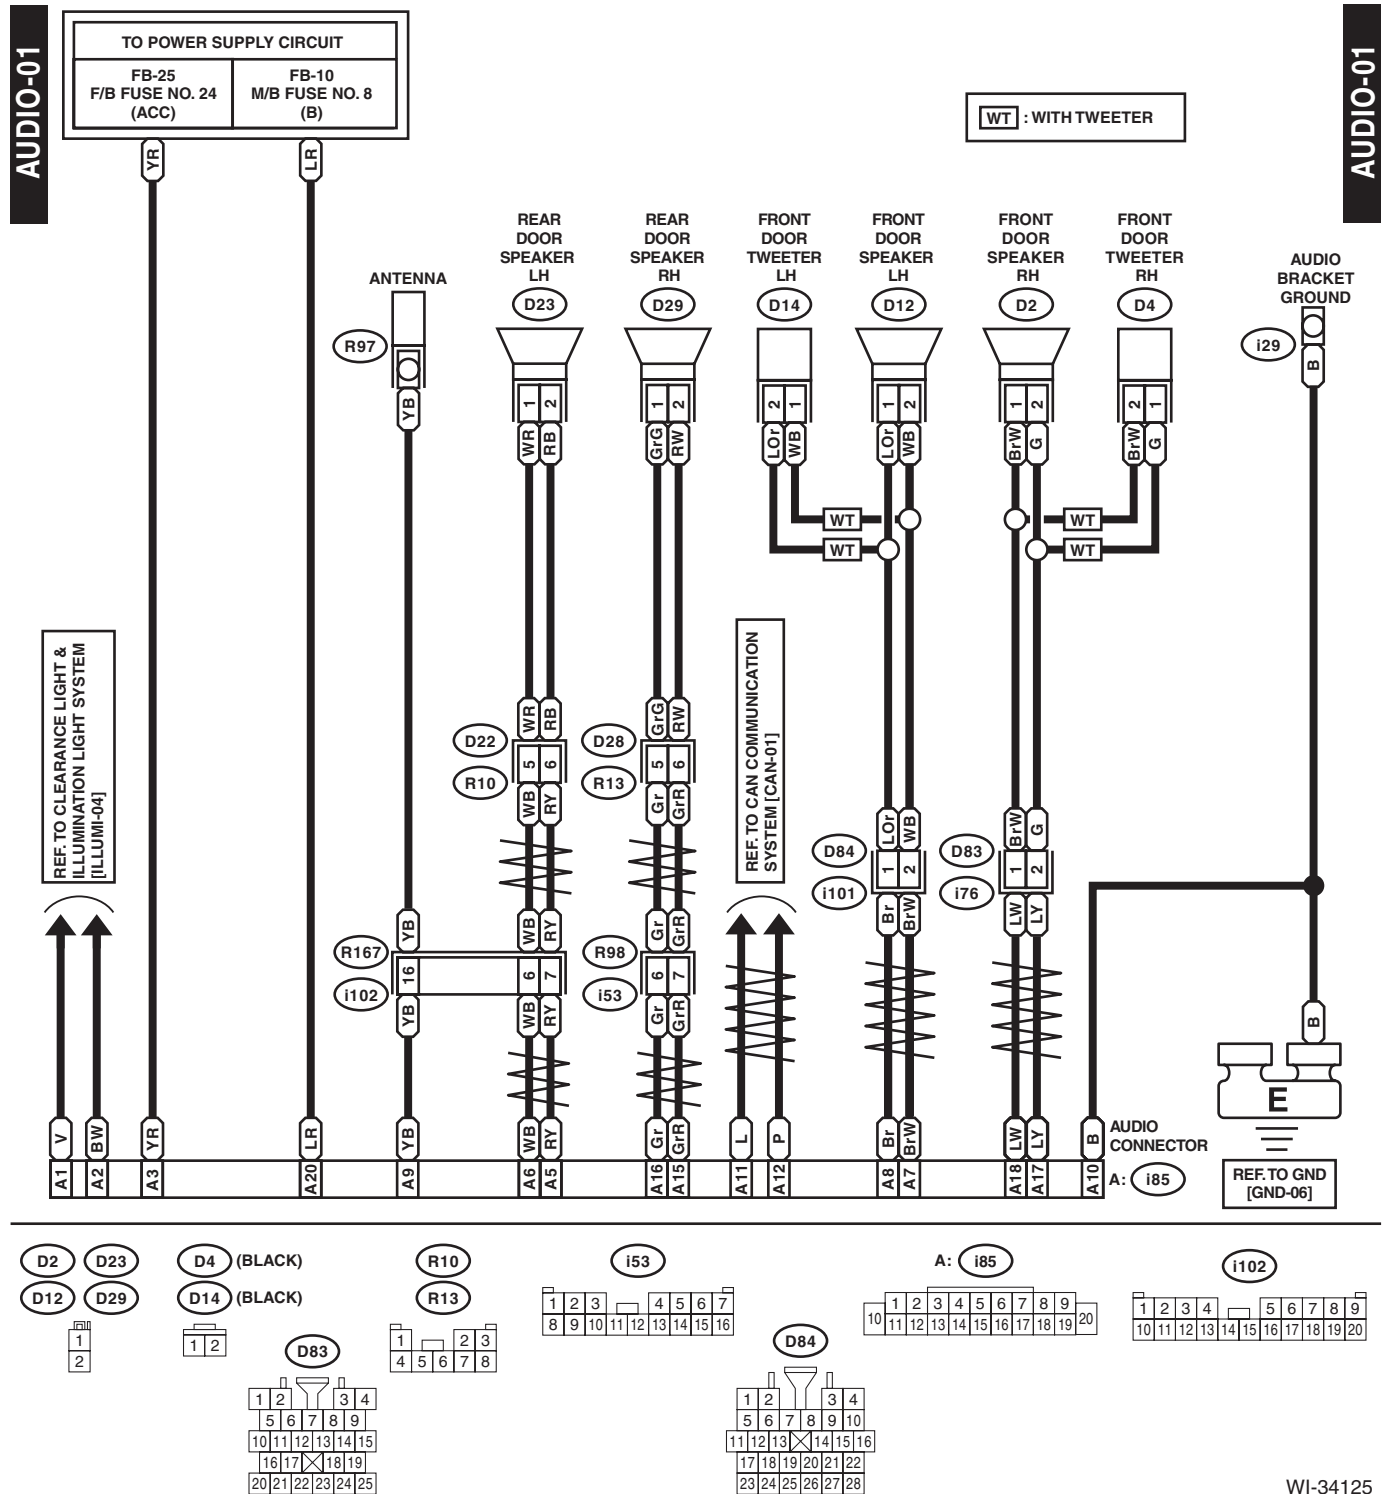 AUDIO-01
TO POWER SUPPLY CIRCUIT
FB-25
F/B FUSE NO. 24
(ACC)
FB-10
M/B FUSE NO. 8
(B)
WT : WITH TWEETER
AUDIO-01
YR LR
ANTENNA
R97
REAR
DOOR
SPEAKER
LH
D23
REAR
DOOR
SPEAKER
RH
D29
FRONT
DOOR
TWEETER
LH
D14
FRONT
DOOR
SPEAKER
LH
D12
FRONT
DOOR
SPEAKER
RH
D2
FRONT
DOOR
TWEETER
RH
D4
AUDIO
BRACKET
GROUND
i29
B
1 2 1 2 2 1 1 2 1 2 2 1
YB WR RB GrG RW LOr WB LOr WB BrW G BrW G
WT WT
WT WT
REF. TO CLEARANCE LIGHT &
ILLUMINATION LIGHT SYSTEM
[ILLUMI-04]
REF. TO CAN COMMUNICATION
SYSTEM [CAN-01]
WR RB GrG RW
D22 5 6 D28 5 6
R10 R13
WB RY Gr GrR
LOr WB BrW G
D84 1 2 D83 1 2
i101 i76
Br BrW LW LY
YB WB RY Gr GrR
R167 16 6 7 R98 6 7
i102 i53
YB WB RY Gr GrR
B
E
REF. TO GND
[GND-06]
V BW YR LR YB WB RY Gr GrR L P Br BrW LW LY B
AUDIO
CONNECTOR
A1 A2 A3 A20 A9 A6 A5 A16 A15 A11 A12 A8 A7 A18 A17 A10
A: i85
D2 D23
D12 D29
1
2
D4 (BLACK)
D14 (BLACK)
1 2
D83
1 2 3 4
5 6 7 8 9
10 11 12 13 14 15
16 17 18 19
20 21 22 23 24 25
R10
R13
1 2 3
4 5 6 7 8
i53
1 2 3 4 5 6 7
8 9 10 11 12 13 14 15 16
D84
1 2 3 4
5 6 7 8 9 10
11 12 13 14 15 16
17 18 19 20 21 22
23 24 25 26 27 28
A: i85
1 2 3 4 5 6 7 8 9
10 11 12 13 14 15 16 17 18 19 20
i102
1 2 3 4 5 6 7 8 9
10 11 12 13 14 15 16 17 18 19 20
WI-34125